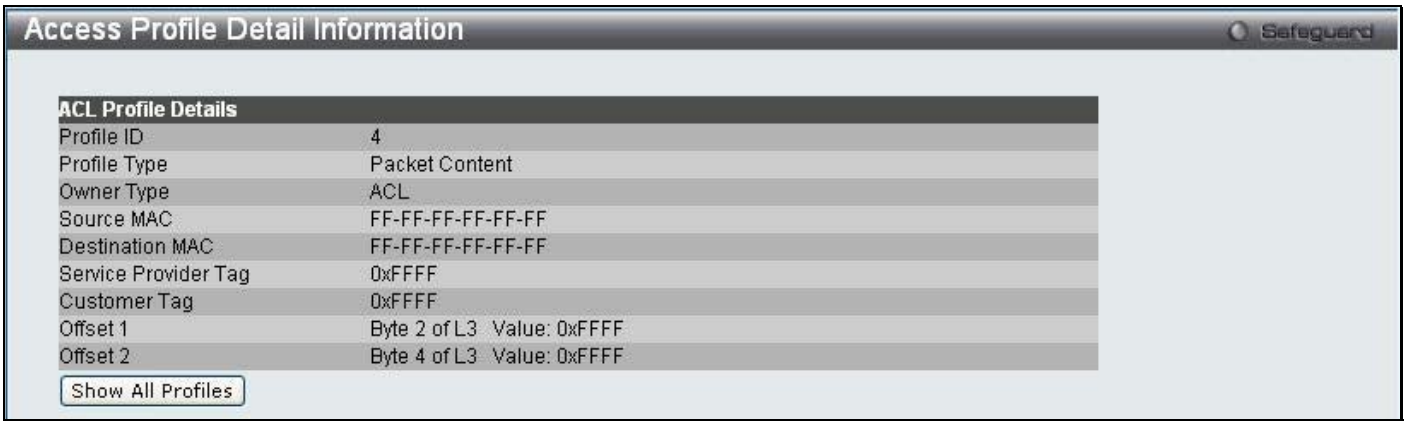 Access Profile Detail Information
Safeguard
ACL Profile Details
Profile ID 4
Profile Type Packet Content
Owner Type ACL
Source MAC FF-FF-FF-FF-FF-FF
Destination MAC FF-FF-FF-FF-FF-FF
Service Provider Tag 0xFFFF
Customer Tag 0xFFFF
Offset 1 Byte 2 of L3 Value: 0xFFFF
Offset 2 Byte 4 of L3 Value: 0xFFFF
Show All Profiles